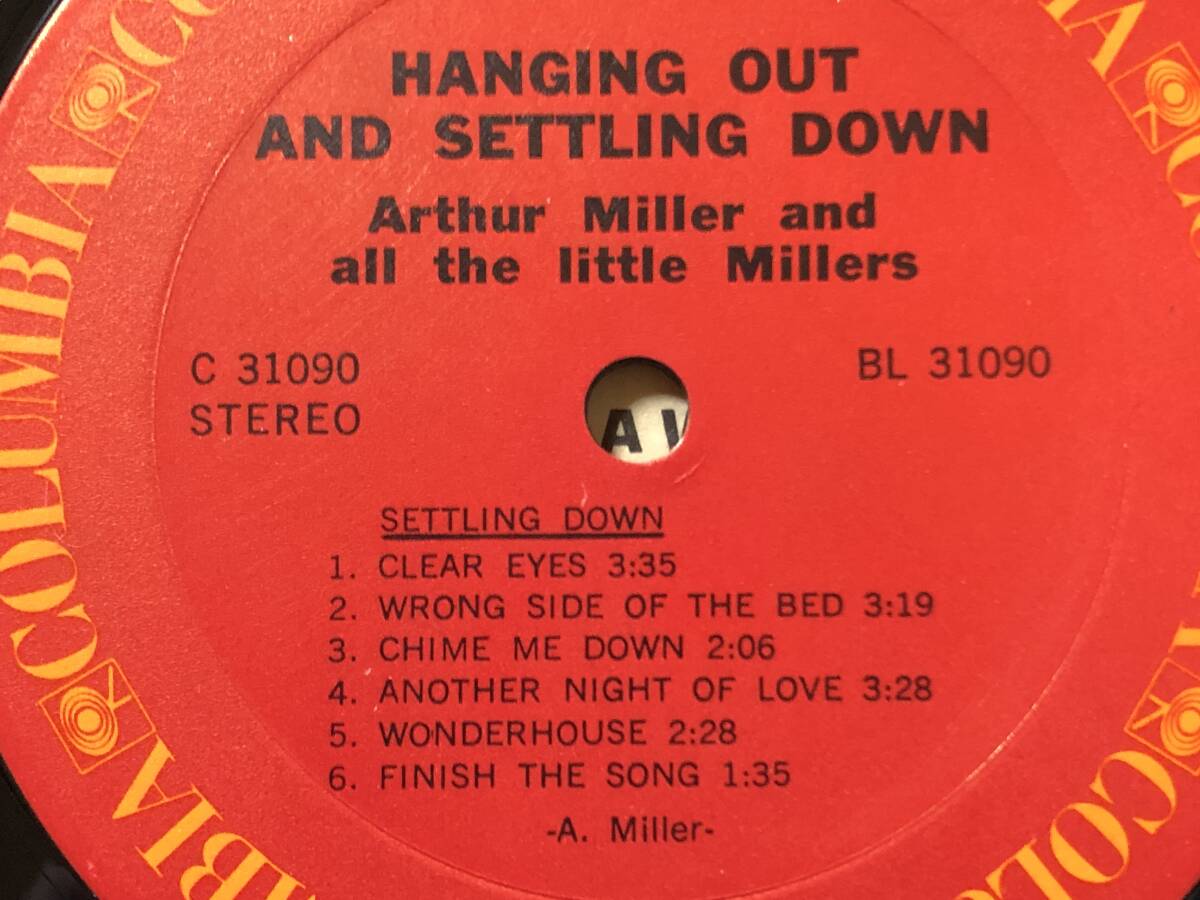 HANGING OUT
AND SETTLING DOWN
Arthur Miller and
all the little Millers
C 31090
BL 31090
STEREO
A
SETTLING DOWN
1. CLEAR EYES 3:35
2. WRONG SIDE OF THE BED 3:19
3. CHIME ME DOWN 2:06
4. ANOTHER NIGHT OF LOVE 3:28
5. WONDERHOUSE 2:28
6. FINISH THE SONG 1:35
-A. Miller-
COLUMBIA